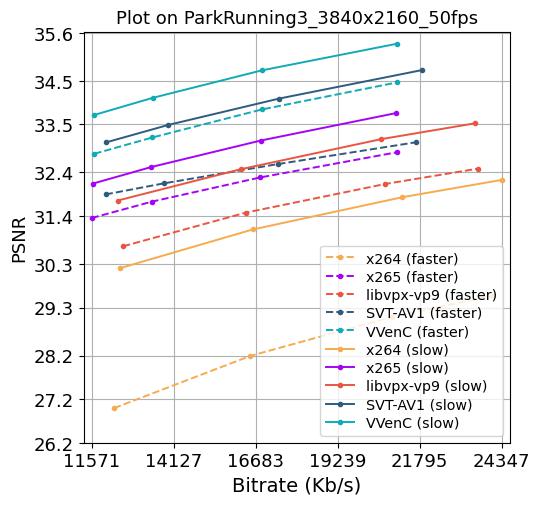 Plot on ParkRunning3_3840x2160_50fps
35.6
34.5
33.5
32.4
31.4
30.3
29.3
28.2
27.2
26.2
PSNR
x264 (faster)
x265 (faster)
libvpx-vp9 (faster)
SVT-AV1 (faster)
VVenC (faster)
x264 (slow)
x265 (slow)
libvpx-vp9 (slow)
SVT-AV1 (slow)
VVenC (slow)
11571 14127 16683 19239 21795 24347
Bitrate (Kb/s)